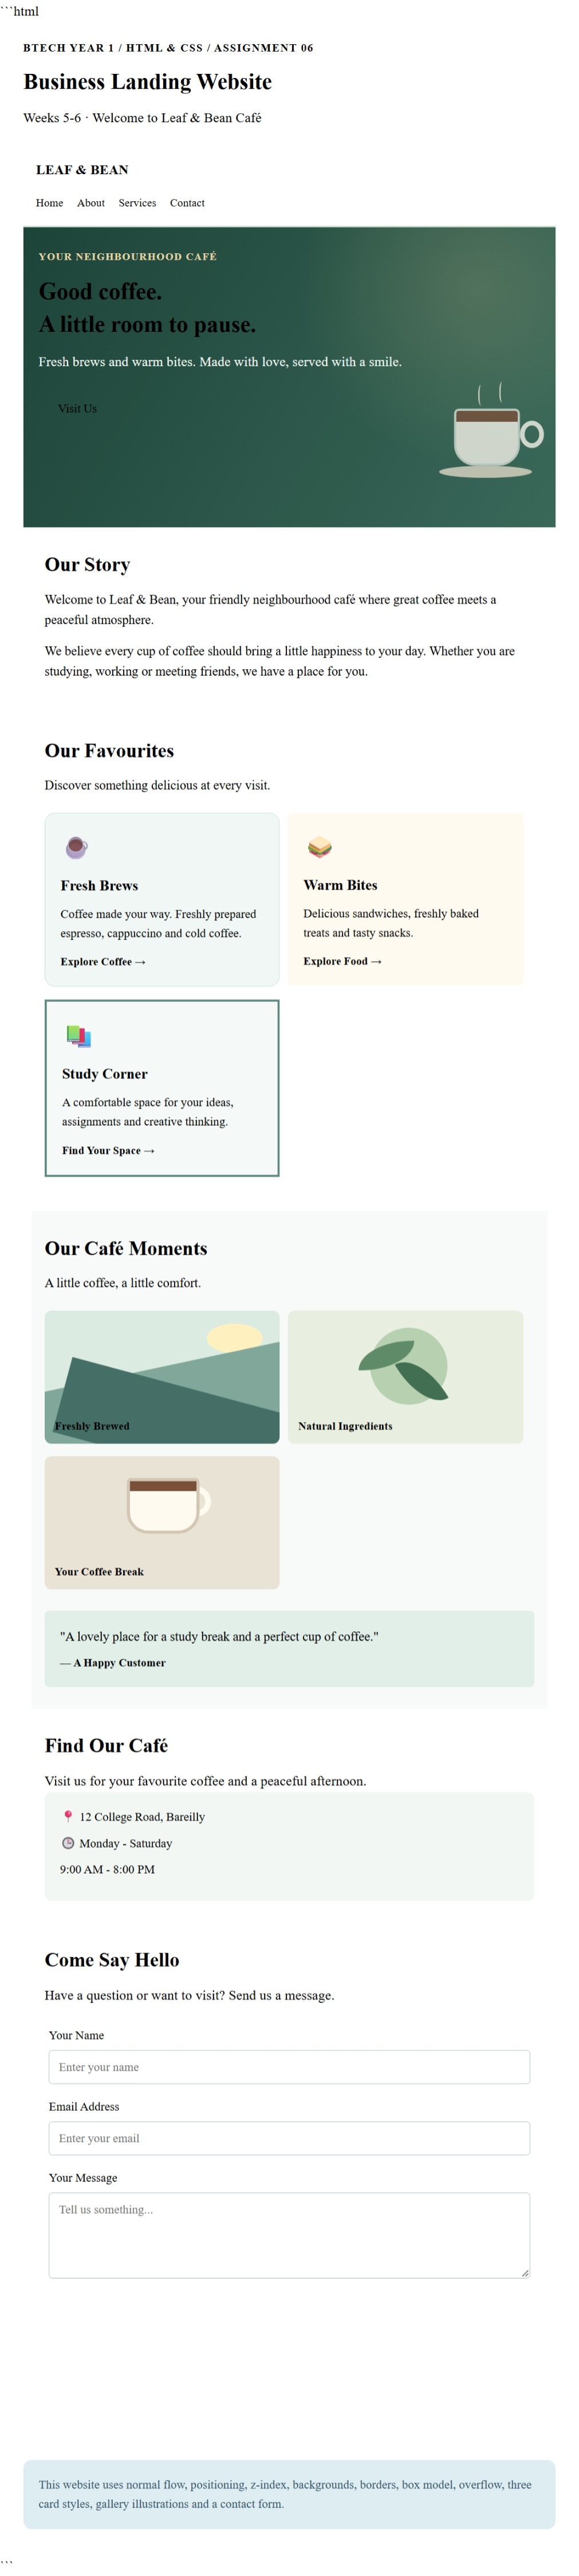 ```html
BTECH YEAR 1 / HTML & CSS / ASSIGNMENT 06
Business Landing Website
Weeks 5-6 · Welcome to Leaf & Bean Café
LEAF & BEAN
Home About Services Contact
YOUR NEIGHBOURHOOD CAFÉ
Good coffee.
A little room to pause.
Fresh brews and warm bites. Made with love, served with a smile.
Visit Us
Our Story
Welcome to Leaf & Bean, your friendly neighbourhood café where great coffee meets a
peaceful atmosphere.
We believe every cup of coffee should bring a little happiness to your day. Whether you are
studying, working or meeting friends, we have a place for you.
Our Favourites
Discover something delicious at every visit.
Fresh Brews
Coffee made your way. Freshly prepared
espresso, cappuccino and cold coffee.
Explore Coffee →
Warm Bites
Delicious sandwiches, freshly baked
treats and tasty snacks.
Explore Food →
Study Corner
A comfortable space for your ideas,
assignments and creative thinking.
Find Your Space →
Our Café Moments
A little coffee, a little comfort.
Freshly Brewed
Natural Ingredients
Your Coffee Break
"A lovely place for a study break and a perfect cup of coffee."
— A Happy Customer
Find Our Café
Visit us for your favourite coffee and a peaceful afternoon.
📍 12 College Road, Bareilly
🕒 Monday - Saturday
9:00 AM - 8:00 PM
Come Say Hello
Have a question or want to visit? Send us a message.
Your Name
Enter your name
Email Address
Enter your email
Your Message
Tell us something...
This website uses normal flow, positioning, z-index, backgrounds, borders, box model, overflow, three
card styles, gallery illustrations and a contact form.
```